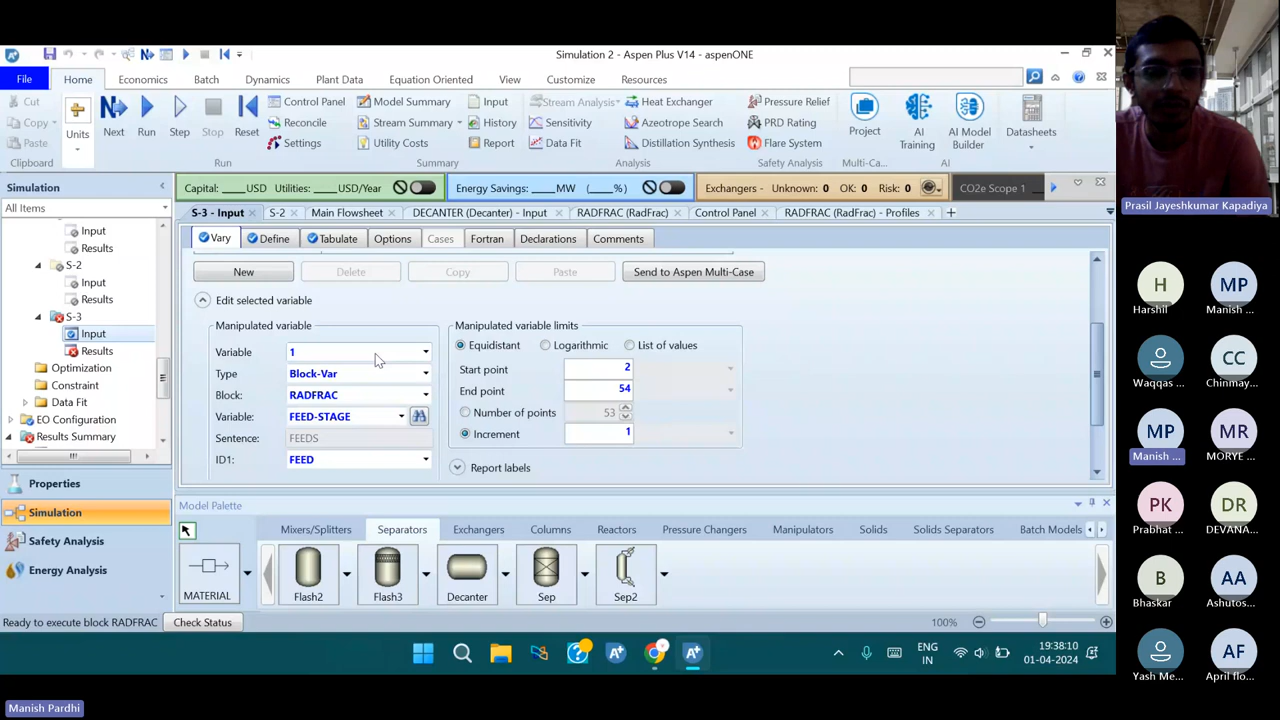 Simulation 2 - Aspen Plus V14 - aspenONE
File Home Economics Batch Dynamics Plant Data Equation Oriented View Customize Resources
Cut Copy Paste Clipboard
Units Next Run Step Stop Reset Control Panel Reconcile Settings Run
Model Summary Stream Summary Utility Costs Input History Report Summary
Stream Analysis Sensitivity Data Fit Heat Exchanger Azeotrope Search Distillation Synthesis Analysis
Pressure Relief PRD Rating Flare System Safety Analysis
Project Multi-Ca... AI Training AI Model Builder AI Datasheets
Simulation
All Items
Capital: ____USD Utilities: ____USD/Year
Energy Savings: ____MW (____%)
Exchangers - Unknown: 0 OK: 0 Risk: 0
CO2e Scope 1
S-3 - Input S-2 Main Flowsheet DECANTER (Decanter) - Input RADFRAC (RadFrac) Control Panel RADFRAC (RadFrac) - Profiles
Vary Define Tabulate Options Cases Fortran Declarations Comments
Input
Results
S-2
Input
Results
S-3
Input
Results
Optimization
Constraint
Data Fit
EO Configuration
Results Summary
Properties
Simulation
Safety Analysis
Energy Analysis
New Delete Copy Paste Send to Aspen Multi-Case
Edit selected variable
Manipulated variable
Variable 1
Type Block-Var
Block: RADFRAC
Variable: FEED-STAGE
Sentence: FEEDS
ID1: FEED
Manipulated variable limits
Equidistant Logarithmic List of values
Start point 2
End point 54
Number of points 53
Increment 1
Report labels
Model Palette
Mixers/Splitters Separators Exchangers Columns Reactors Pressure Changers Manipulators Solids Solids Separators Batch Models
MATERIAL Flash2 Flash3 Decanter Sep Sep2
Ready to execute block RADFRAC Check Status 100%
ENG
IN
19:38:10
01-04-2024
Manish Pardhi
Prasil Jayeshkumar Kapadiya
H
Harshil
MP
Manish ...
Waqqas ...
CC
Chinmay...
MP
Manish ...
MR
MORYE ...
PK
Prabhat ...
DR
DEVANA...
B
Bhaskar
AA
Ashutos...
Yash Me...
AF
April flo...